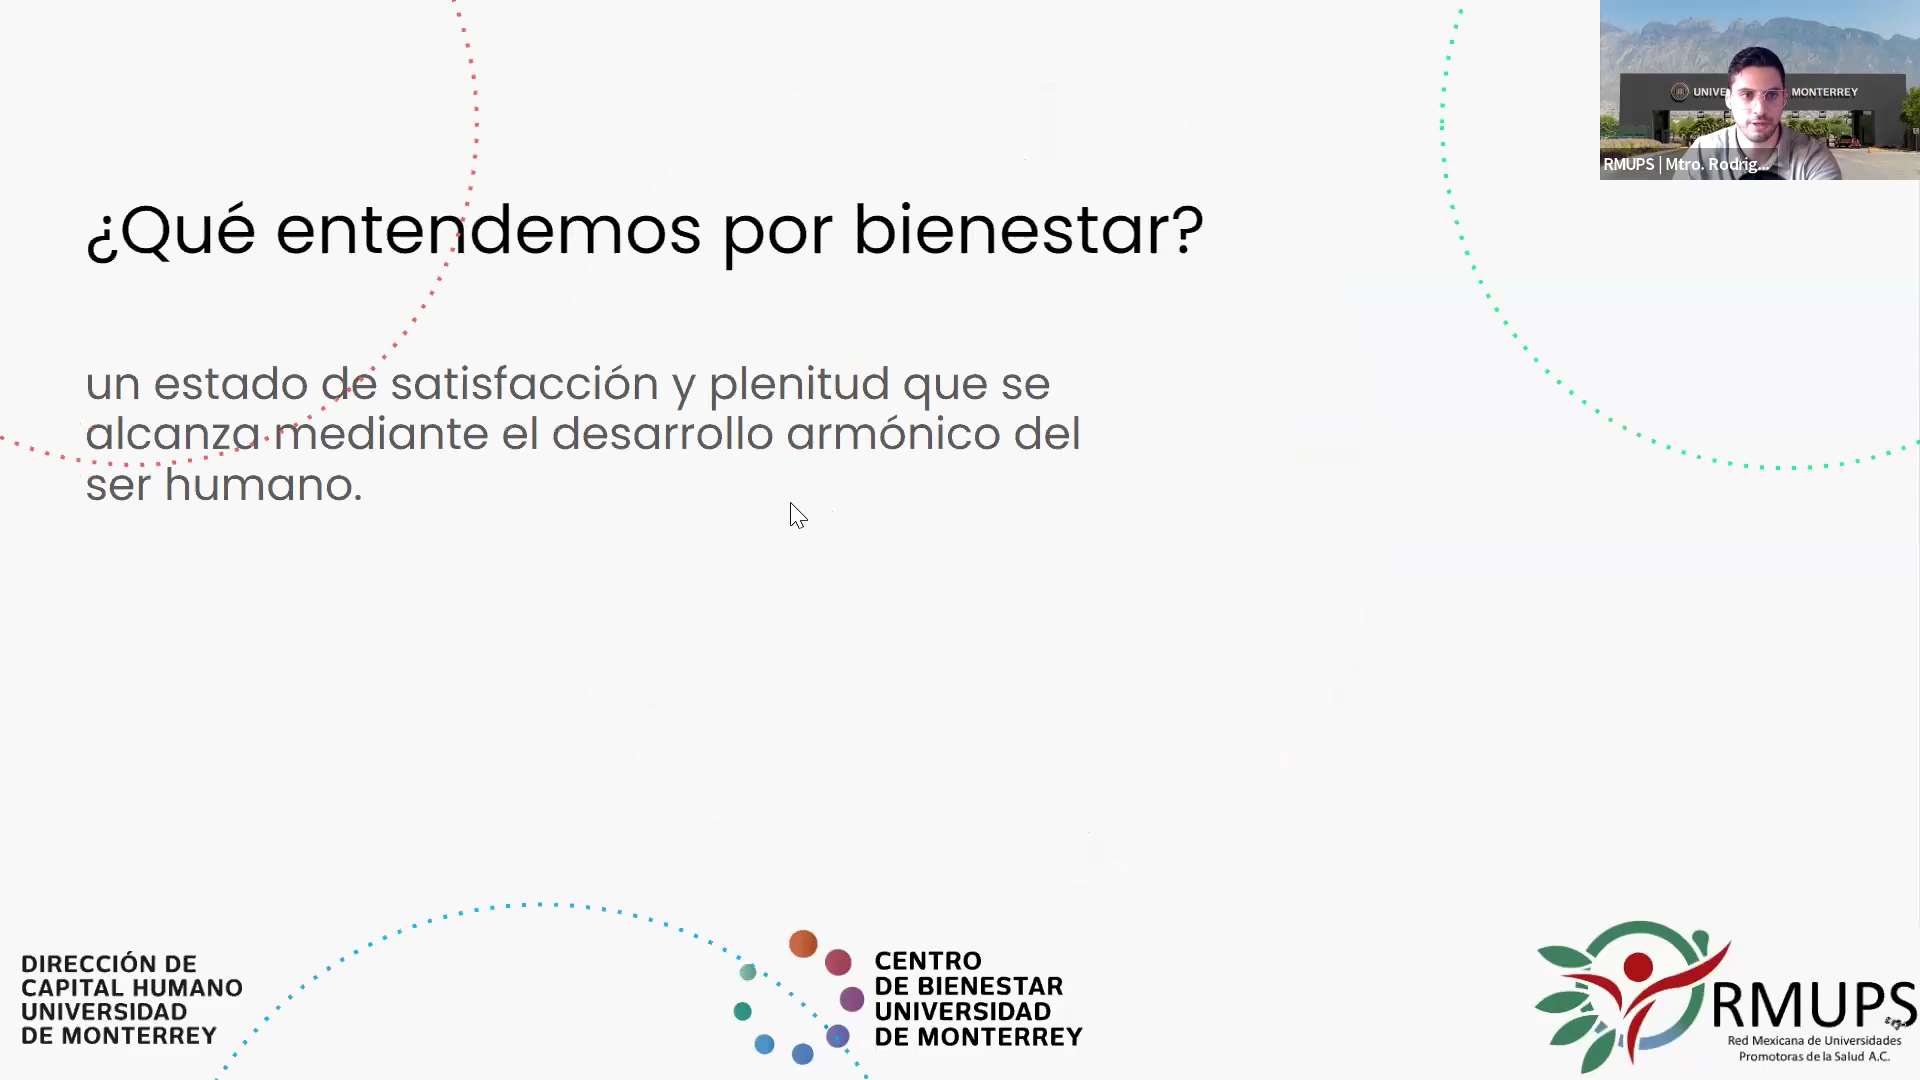 UNIVE
MONTERREY
RMUPS | Mtro. Rodrig...
¿Qué entendemos por bienestar?
un estado de satisfacción y plenitud que se
alcanza mediante el desarrollo armónico del
ser humano.
DIRECCIÓN DE
CAPITAL HUMANO
UNIVERSIDAD
DE MONTERREY
CENTRO
DE BIENESTAR
UNIVERSIDAD
DE MONTERREY
RMUPS
Red Mexicana de Universidades
Promotoras de la Salud A.C.